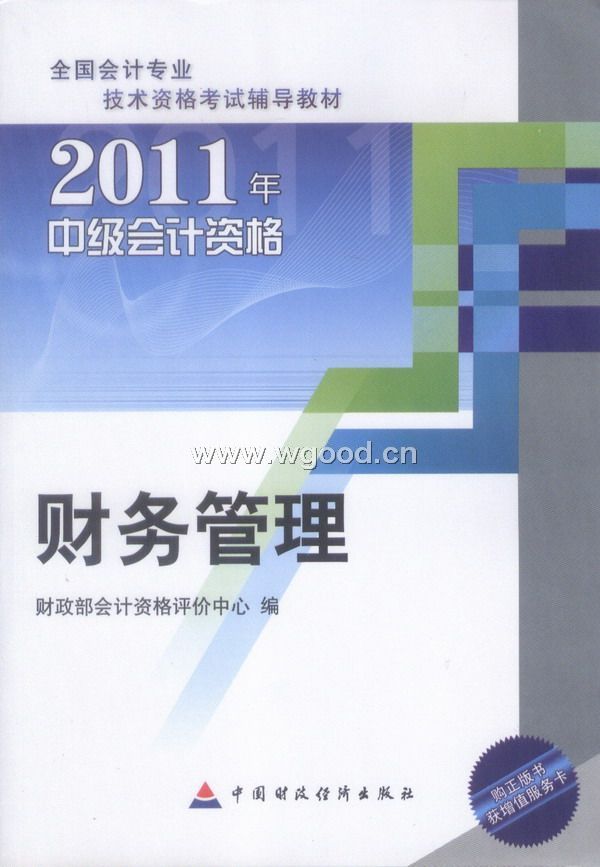 全国会计专业
技术资格考试辅导教材
2011年
中级会计资格
www.wgood.cn
财务管理
财政部会计资格评价中心 编
购正版书
获增值服务卡
中国财政经济出版社